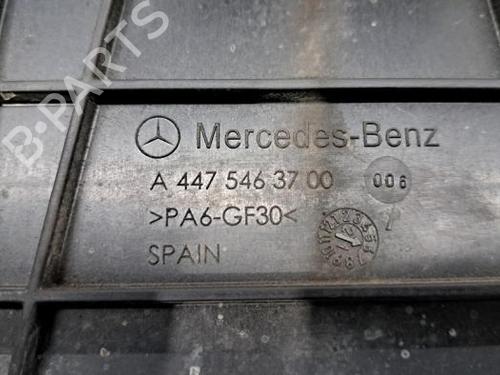 B-PARTS
Mercedes-Benz
A 447 546 37 00 006
>PA6-GF30<
SPAIN